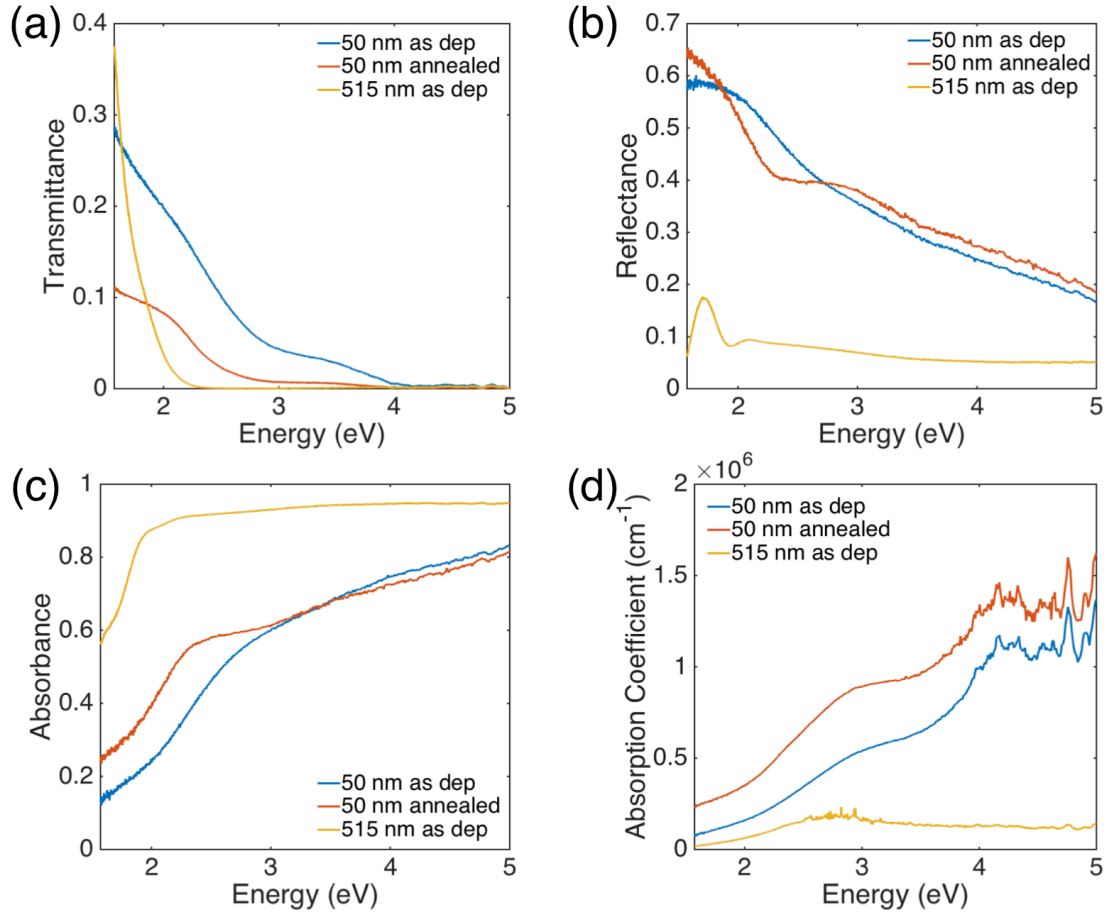 (a)
0.4
0.3
0.2
0.1
0
Transmittance
50 nm as dep
50 nm annealed
515 nm as dep
2 3 4 5
Energy (eV)
(b)
0.7
0.6
0.5
0.4
0.3
0.2
0.1
0
Reflectance
50 nm as dep
50 nm annealed
515 nm as dep
2 3 4 5
Energy (eV)
(c)
1
0.8
0.6
0.4
0.2
0
Absorbance
50 nm as dep
50 nm annealed
515 nm as dep
2 3 4 5
Energy (eV)
(d)
×10⁶
2
1.5
1
0.5
0
Absorption Coefficient (cm⁻¹)
50 nm as dep
50 nm annealed
515 nm as dep
2 3 4 5
Energy (eV)